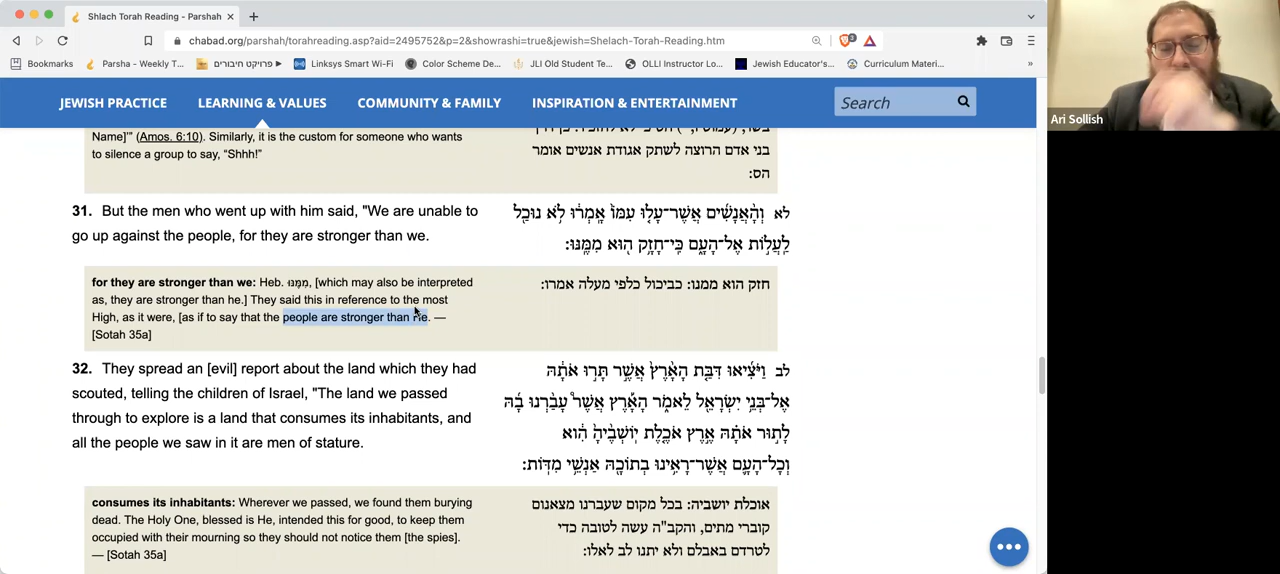 Shlach Torah Reading - Parshah
chabad.org/parshah/torahreading.asp?aid=2495752&p=2&showrashi=true&jewish=Shelach-Torah-Reading.htm
Bookmarks
Parsha - Weekly T...
פרוייקט חיבורים
Linksys Smart Wi-Fi
Color Scheme De...
JLI Old Student Te...
OLLI Instructor Lo...
Jewish Educator's...
Curriculum Materi...
JEWISH PRACTICE
LEARNING & VALUES
COMMUNITY & FAMILY
INSPIRATION & ENTERTAINMENT
Search
Ari Sollish
Name]'" (Amos. 6:10). Similarly, it is the custom for someone who wants
to silence a group to say, "Shhh!"
בני אדם הרוצה לשתק אגודת אנשים אומר
הס:
31. But the men who went up with him said, "We are unable to
go up against the people, for they are stronger than we.
לא וְהָאֲנָשִׁ֞ים אֲשֶׁר־עָל֤וּ עִמּוֹ֙ אָֽמְר֔וּ לֹ֥א נוּכַ֖ל
לַֽעֲל֣וֹת אֶל־הָעָ֑ם כִּֽי־חָזָ֥ק ה֖וּא מִמֶּֽנּוּ:
for they are stronger than we: Heb. מִמֶּנּוּ, [which may also be interpreted
as, they are stronger than he.] They said this in reference to the most
High, as it were, [as if to say that the people are stronger than He. —
[Sotah 35a]
חזק הוא ממנו: כביכול כלפי מעלה אמרו:
32. They spread an [evil] report about the land which they had
scouted, telling the children of Israel, "The land we passed
through to explore is a land that consumes its inhabitants, and
all the people we saw in it are men of stature.
לב וַיֹּצִ֜יאוּ דִּבַּ֤ת הָאָ֨רֶץ֙ אֲשֶׁ֣ר תָּר֣וּ אֹתָ֔הּ
אֶל־בְּנֵ֥י יִשְׂרָאֵ֖ל לֵאמֹ֑ר הָאָ֡רֶץ אֲשֶׁר֩ עָבַ֨רְנוּ בָ֜הּ
לָת֣וּר אֹתָ֗הּ אֶ֣רֶץ אֹכֶ֤לֶת יֽוֹשְׁבֶ֨יהָ֙ הִ֔וא
וְכָל־הָעָ֛ם אֲשֶׁר־רָאִ֥ינוּ בְתוֹכָ֖הּ אַנְשֵׁ֥י מִדּֽוֹת:
consumes its inhabitants: Wherever we passed, we found them burying
dead. The Holy One, blessed is He, intended this for good, to keep them
occupied with their mourning so they should not notice them [the spies].
— [Sotah 35a]
אוכלת יושביה: בכל מקום שעברנו מצאנום
קוברי מתים, והקב"ה עשה לטובה כדי
לטרדם באבלם ולא יתנו לב לאלו: